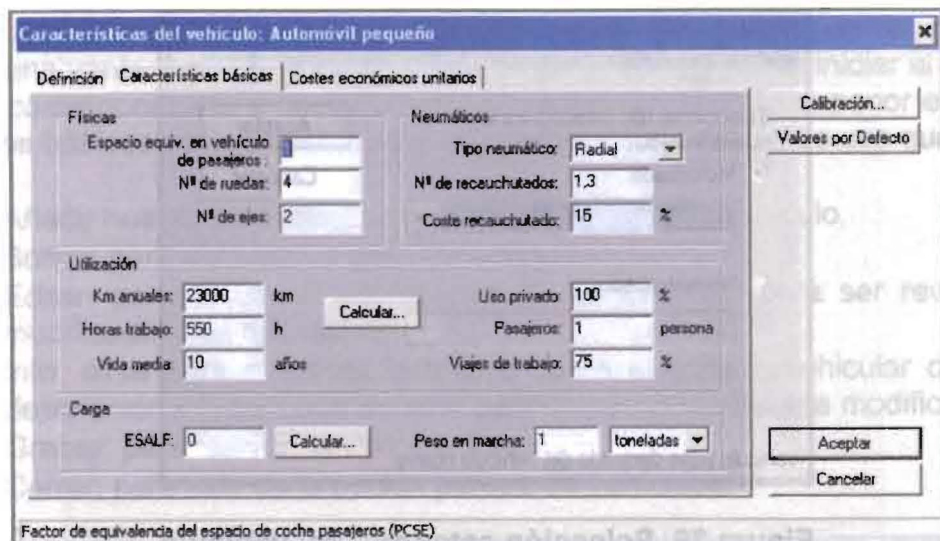 Características del vehículo: Automóvil pequeño
Definición
Características básicas
Costes económicos unitarios
Físicas
Espacio equiv. en vehículo
de pasajeros:
Nº de ruedas: 4
Nº de ejes: 2
Neumáticos
Tipo neumático: Radial
Nº de recauchutados: 1,3
Coste recauchutado: 15 %
Utilización
Km anuales: 23000 km
Horas trabajo: 550 h
Vida media: 10 años
Calcular...
Uso privado: 100 %
Pasajeros: 1 persona
Viajes de trabajo: 75 %
Carga
ESALF: 0
Calcular...
Peso en marcha: 1 toneladas
Calibración...
Valores por Defecto
Aceptar
Cancelar
Factor de equivalencia del espacio de coche pasajeros (PCSE)